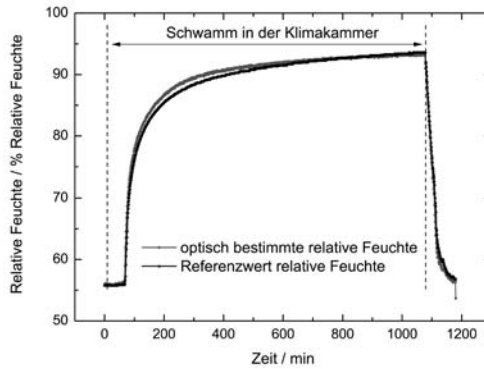 Relative Feuchte / % Relative Feuchte
100
90
80
70
60
50
Schwamm in der Klimakammer
optisch bestimmte relative Feuchte
Referenzwert relative Feuchte
0 200 400 600 800 1000 1200
Zeit / min